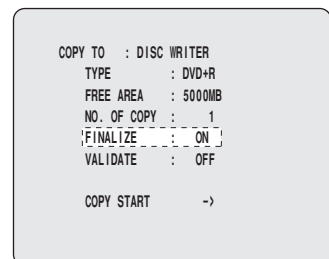 COPY TO : DISC WRITER
TYPE : DVD+R
FREE AREA : 5000MB
NO. OF COPY : 1
FINALIZE : ON
VALIDATE : OFF
COPY START ->